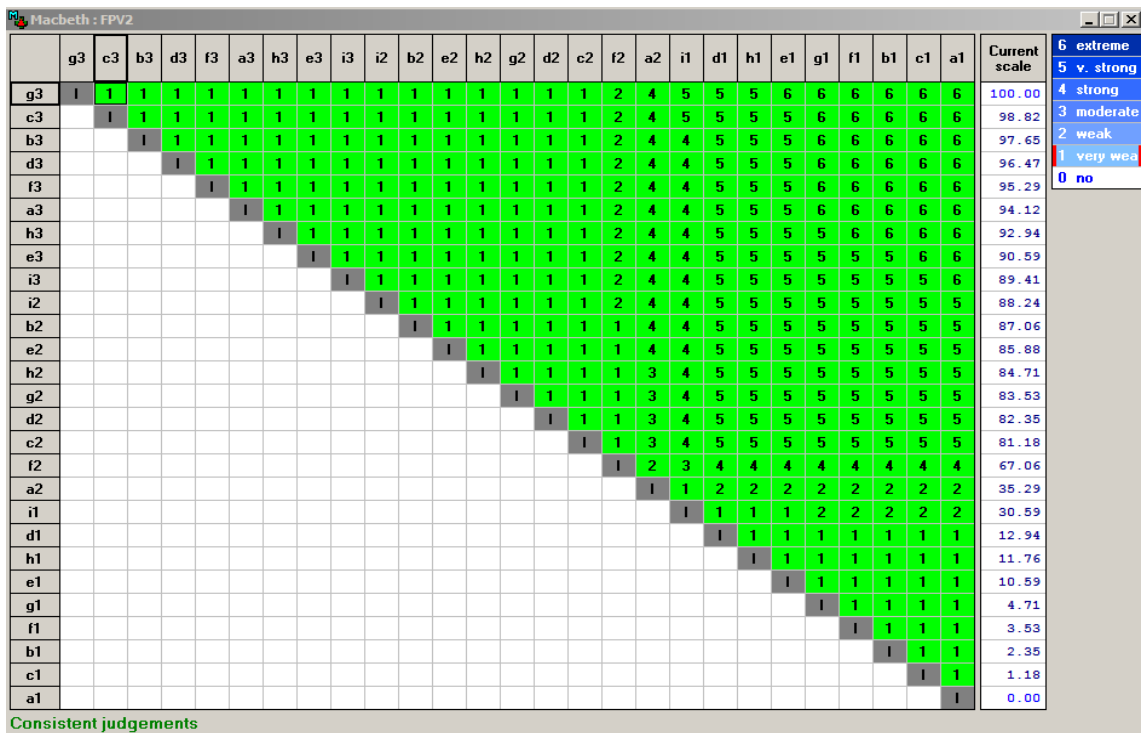 Macbeth : FPV2
g3 c3 b3 d3 f3 a3 h3 e3 i3 i2 b2 e2 h2 g2 d2 c2 f2 a2 i1 d1 h1 e1 g1 f1 b1 c1 a1 Current scale
g3 I 1 1 1 1 1 1 1 1 1 1 1 1 1 1 1 2 4 5 5 5 6 6 6 6 6 6 100.00
c3 I 1 1 1 1 1 1 1 1 1 1 1 1 1 1 2 4 5 5 5 5 6 6 6 6 6 98.82
b3 I 1 1 1 1 1 1 1 1 1 1 1 1 1 2 4 4 5 5 5 6 6 6 6 6 97.65
d3 I 1 1 1 1 1 1 1 1 1 1 1 1 2 4 4 5 5 5 6 6 6 6 6 96.47
f3 I 1 1 1 1 1 1 1 1 1 1 1 2 4 4 5 5 5 6 6 6 6 6 95.29
a3 I 1 1 1 1 1 1 1 1 1 1 2 4 4 5 5 5 6 6 6 6 6 94.12
h3 I 1 1 1 1 1 1 1 1 1 2 4 4 5 5 5 5 6 6 6 6 92.94
e3 I 1 1 1 1 1 1 1 1 2 4 4 5 5 5 5 5 5 6 6 90.59
i3 I 1 1 1 1 1 1 1 2 4 4 5 5 5 5 5 5 5 6 89.41
i2 I 1 1 1 1 1 1 2 4 4 5 5 5 5 5 5 5 5 88.24
b2 I 1 1 1 1 1 1 4 4 5 5 5 5 5 5 5 5 87.06
e2 I 1 1 1 1 1 4 4 5 5 5 5 5 5 5 5 85.88
h2 I 1 1 1 1 3 4 5 5 5 5 5 5 5 5 84.71
g2 I 1 1 1 3 4 5 5 5 5 5 5 5 5 83.53
d2 I 1 1 3 4 5 5 5 5 5 5 5 5 82.35
c2 I 1 3 4 5 5 5 5 5 5 5 5 81.18
f2 I 2 3 4 4 4 4 4 4 4 4 67.06
a2 I 1 2 2 2 2 2 2 2 2 35.29
i1 I 1 1 1 2 2 2 2 2 30.59
d1 I 1 1 1 1 1 1 1 12.94
h1 I 1 1 1 1 1 1 11.76
e1 I 1 1 1 1 1 10.59
g1 I 1 1 1 1 4.71
f1 I 1 1 1 3.53
b1 I 1 1 2.35
c1 I 1 1.18
a1 I 0.00
6 extreme
5 v. strong
4 strong
3 moderate
2 weak
1 very wea
0 no
Consistent judgements